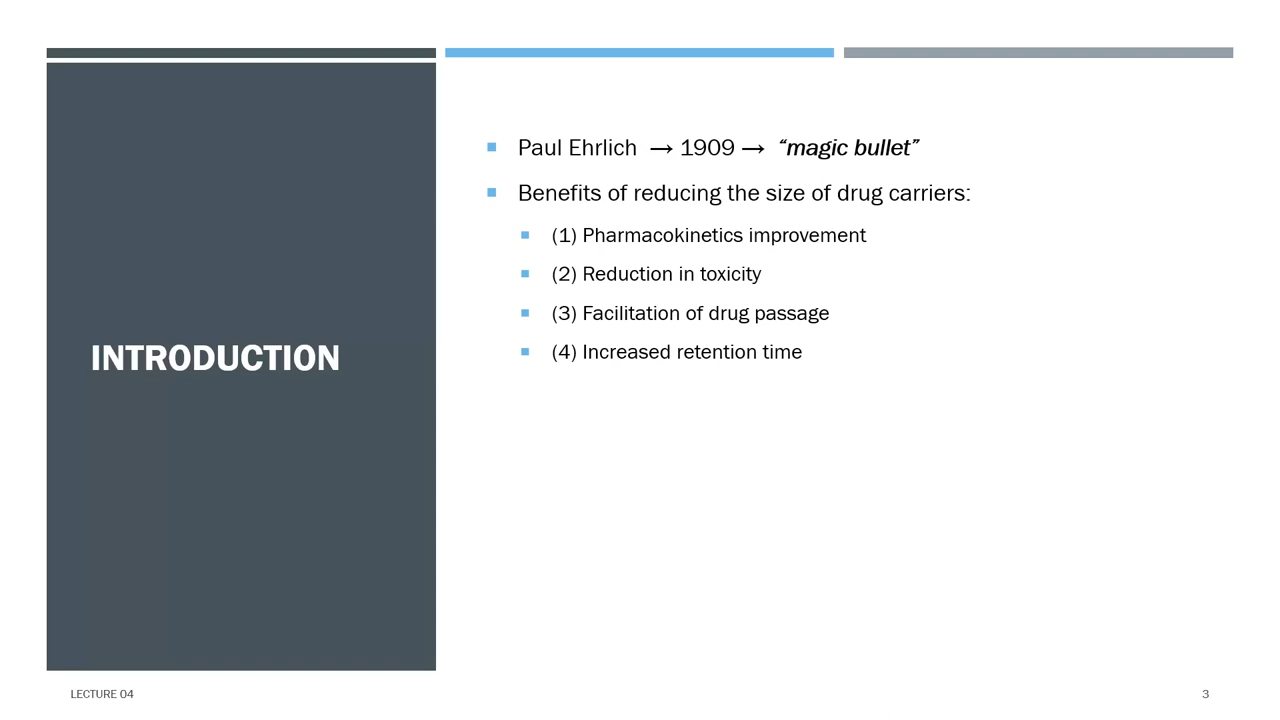 INTRODUCTION
Paul Ehrlich → 1909 → “magic bullet”
Benefits of reducing the size of drug carriers:
(1) Pharmacokinetics improvement
(2) Reduction in toxicity
(3) Facilitation of drug passage
(4) Increased retention time
LECTURE 04
3